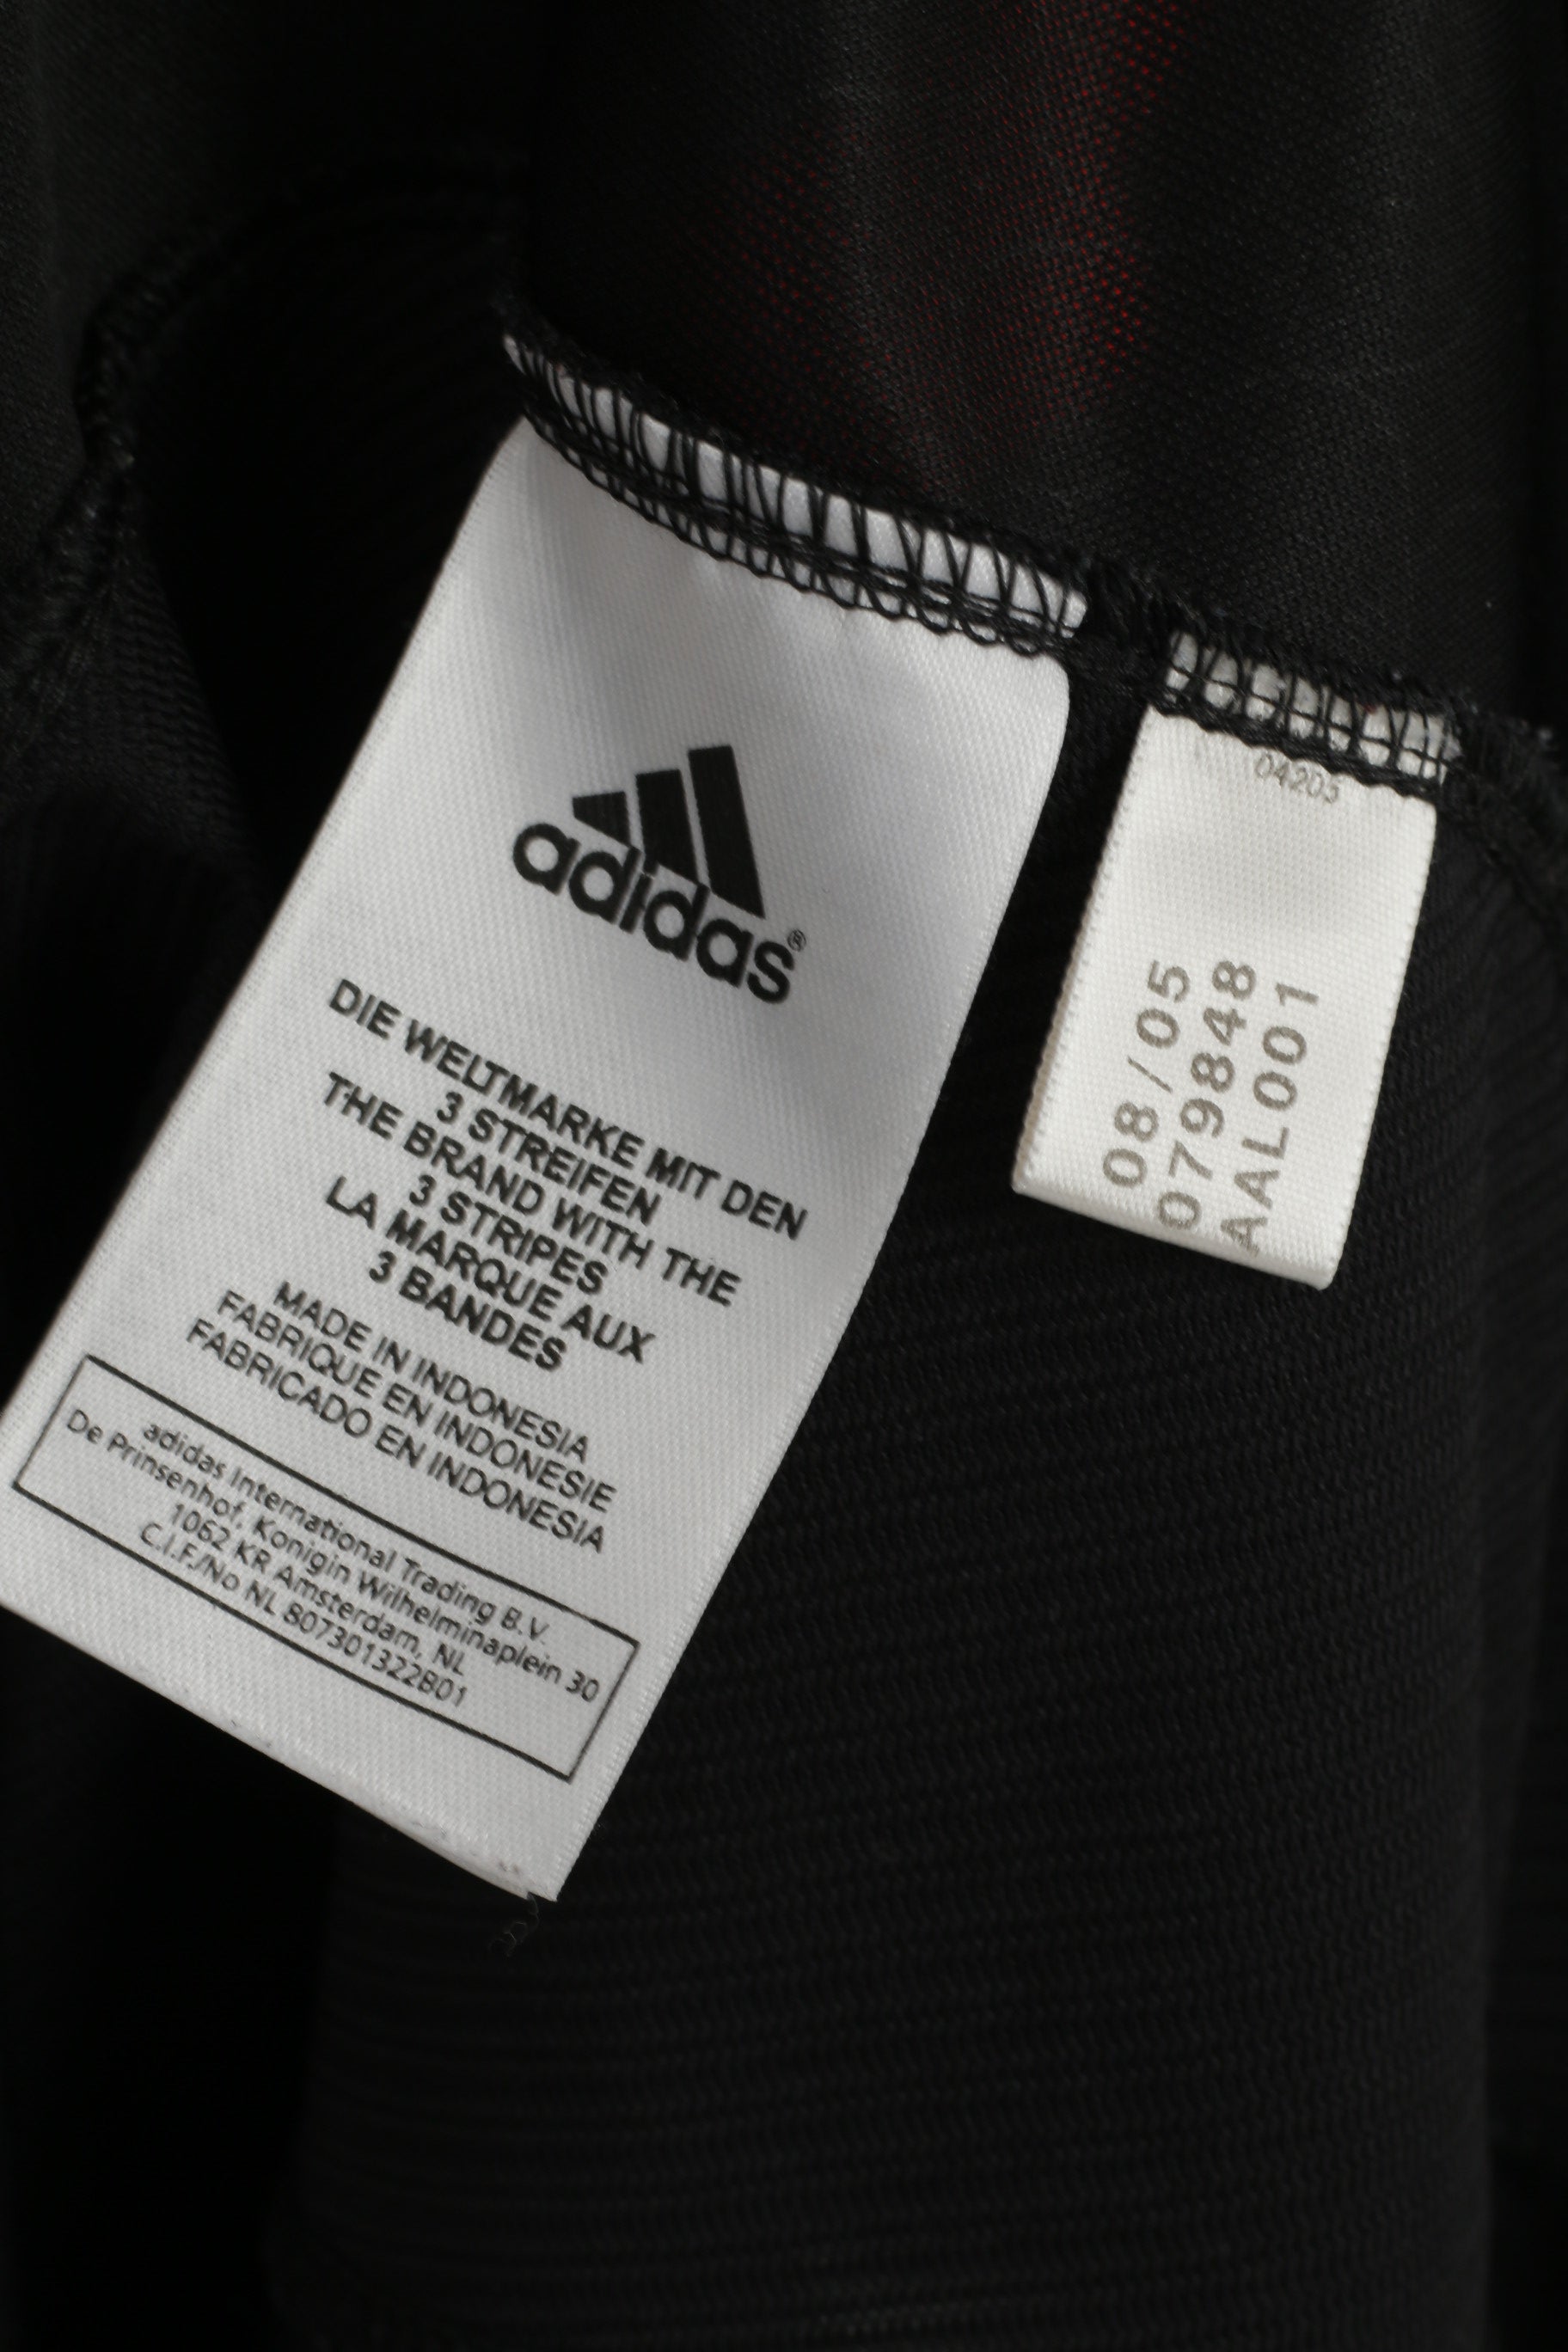 adidas®
DIE WELTMARKE MIT DEN
3 STREIFEN
THE BRAND WITH THE
3 STRIPES
LA MARQUE AUX
3 BANDES
MADE IN INDONESIA
FABRIQUE EN INDONESIE
FABRICADO EN INDONESIA
adidas International Trading B.V.
De Prinsenhof, Konigin Wilhelminaplein 30
1062 KR Amsterdam, NL
C.I.F./No NL 807301322B01
04205
08/05
079848
AAL001